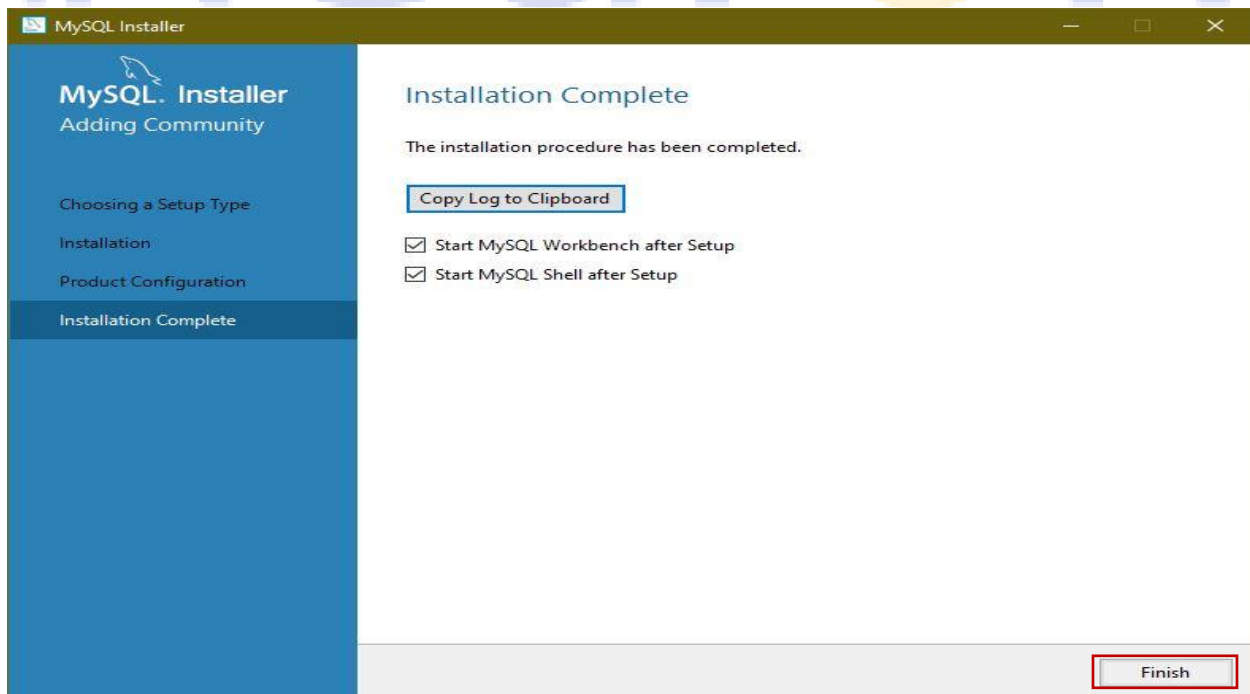 MySQL Installer
MySQL. Installer
Adding Community
Choosing a Setup Type
Installation
Product Configuration
Installation Complete
Installation Complete
The installation procedure has been completed.
Copy Log to Clipboard
Start MySQL Workbench after Setup
Start MySQL Shell after Setup
Finish